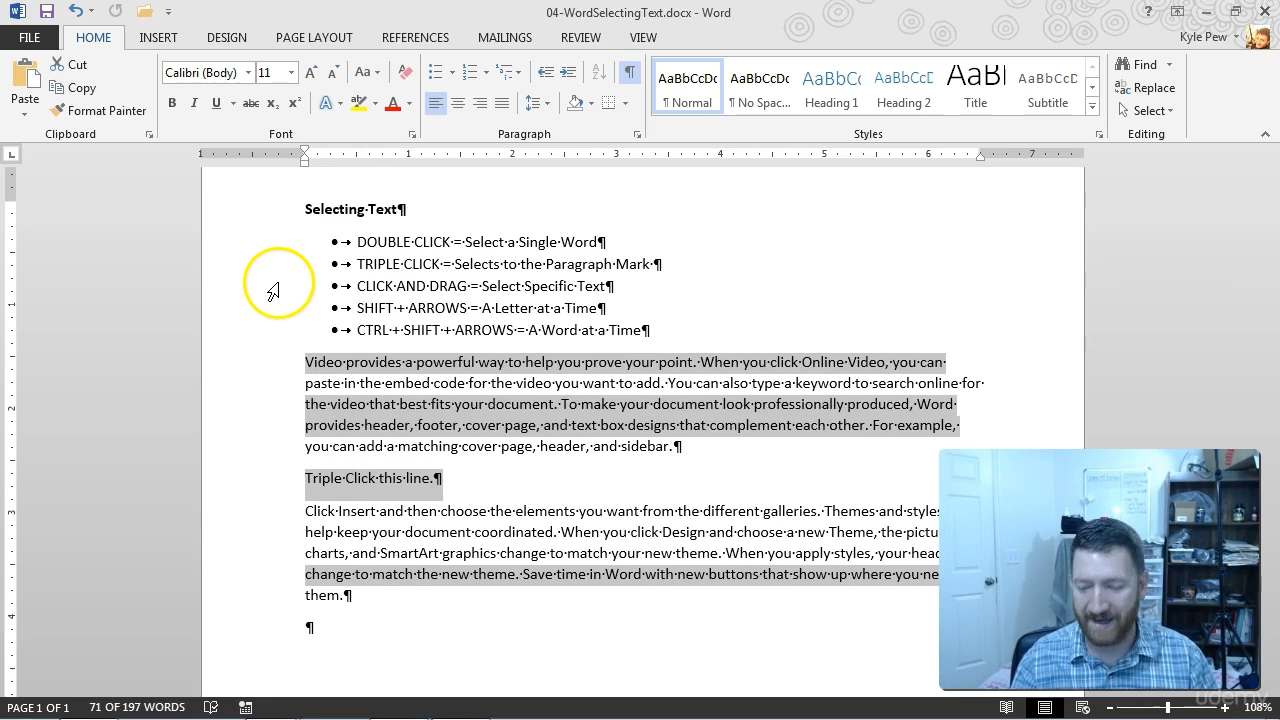 04-WordSelectingText.docx - Word
FILE HOME INSERT DESIGN PAGE LAYOUT REFERENCES MAILINGS REVIEW VIEW
Kyle Pew
Paste
Cut
Copy
Format Painter
Clipboard
Calibri (Body) 11
Font
Paragraph
AaBbCcDc AaBbCcDc AaBbCc AaBbCcD AaB AaBbCcD
¶ Normal ¶ No Spac... Heading 1 Heading 2 Title Subtitle
Styles
Find
Replace
Select
Editing
1 1 2 3 4 5 6 7
Selecting·Text¶
● → DOUBLE·CLICK·=·Select·a·Single·Word¶
● → TRIPLE·CLICK·=·Selects·to·the·Paragraph·Mark·¶
● → CLICK·AND·DRAG·=·Select·Specific·Text¶
● → SHIFT·+·ARROWS·=·A·Letter·at·a·Time¶
● → CTRL·+·SHIFT·+·ARROWS·=·A·Word·at·a·Time¶
Video·provides·a·powerful·way·to·help·you·prove·your·point.·When·you·click·Online·Video,·you·can·
paste·in·the·embed·code·for·the·video·you·want·to·add.·You·can·also·type·a·keyword·to·search·online·for·
the·video·that·best·fits·your·document.·To·make·your·document·look·professionally·produced,·Word·
provides·header,·footer,·cover·page,·and·text·box·designs·that·complement·each·other.·For·example,·
you·can·add·a·matching·cover·page,·header,·and·sidebar.¶
Triple·Click·this·line.¶
Click·Insert·and·then·choose·the·elements·you·want·from·the·different·galleries.·Themes·and·styles
help·keep·your·document·coordinated.·When·you·click·Design·and·choose·a·new·Theme,·the·pictu
charts,·and·SmartArt·graphics·change·to·match·your·new·theme.·When·you·apply·styles,·your·head
change·to·match·the·new·theme.·Save·time·in·Word·with·new·buttons·that·show·up·where·you·ne
them.¶
¶
udemy
PAGE 1 OF 1 71 OF 197 WORDS 108%